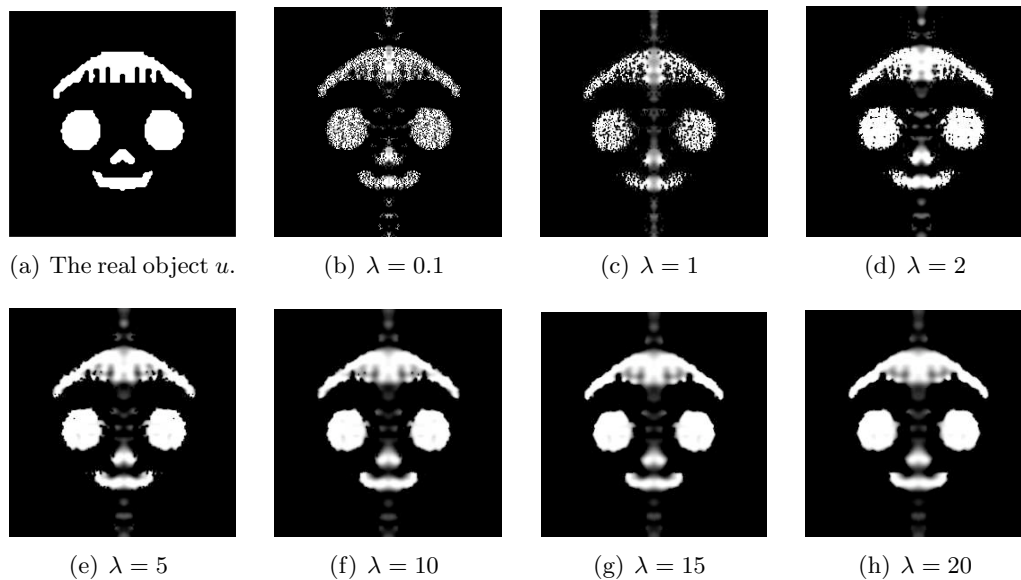 (a) The real object u.
(b) λ = 0.1
(c) λ = 1
(d) λ = 2
(e) λ = 5
(f) λ = 10
(g) λ = 15
(h) λ = 20